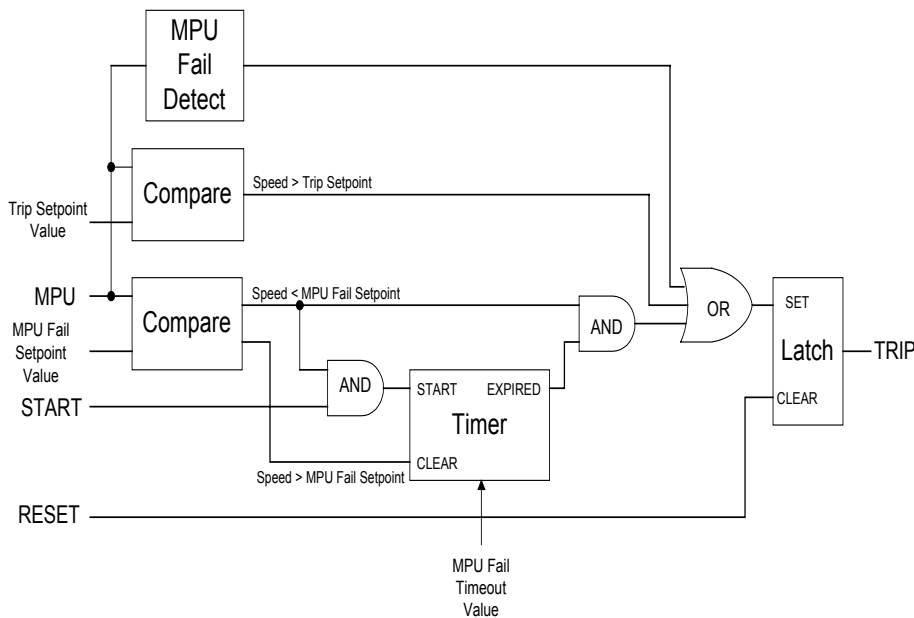 MPU
Fail
Detect
Compare
Speed > Trip Setpoint
Trip Setpoint
Value
MPU
Compare
Speed < MPU Fail Setpoint
MPU Fail
Setpoint
Value
AND
OR
SET
Latch
TRIP
CLEAR
START
AND
START
EXPIRED
Timer
CLEAR
Speed > MPU Fail Setpoint
RESET
MPU Fail
Timeout
Value